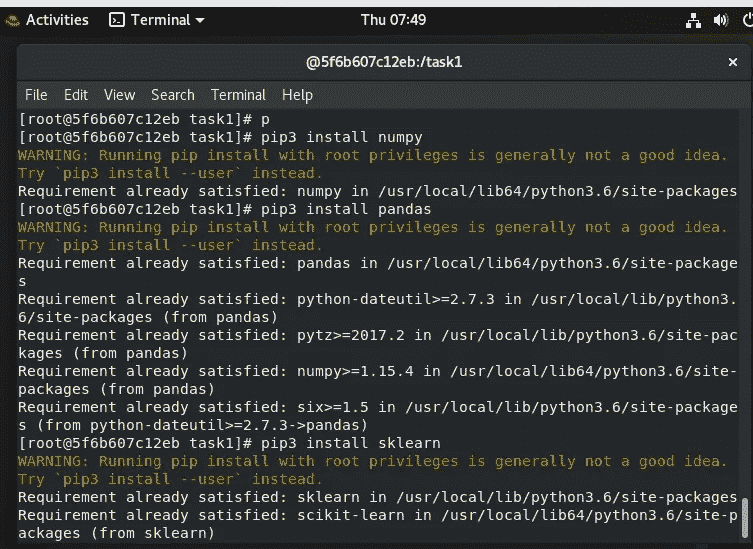 Activities Terminal Thu 07:49
@5f6b607c12eb:/task1
File Edit View Search Terminal Help
[root@5f6b607c12eb task1]# p
[root@5f6b607c12eb task1]# pip3 install numpy
WARNING: Running pip install with root privileges is generally not a good idea.
Try `pip3 install --user` instead.
Requirement already satisfied: numpy in /usr/local/lib64/python3.6/site-packages
[root@5f6b607c12eb task1]# pip3 install pandas
WARNING: Running pip install with root privileges is generally not a good idea.
Try `pip3 install --user` instead.
Requirement already satisfied: pandas in /usr/local/lib64/python3.6/site-package
s
Requirement already satisfied: python-dateutil>=2.7.3 in /usr/local/lib/python3.
6/site-packages (from pandas)
Requirement already satisfied: pytz>=2017.2 in /usr/local/lib/python3.6/site-pac
kages (from pandas)
Requirement already satisfied: numpy>=1.15.4 in /usr/local/lib64/python3.6/site-
packages (from pandas)
Requirement already satisfied: six>=1.5 in /usr/local/lib/python3.6/site-package
s (from python-dateutil>=2.7.3->pandas)
[root@5f6b607c12eb task1]# pip3 install sklearn
WARNING: Running pip install with root privileges is generally not a good idea.
Try `pip3 install --user` instead.
Requirement already satisfied: sklearn in /usr/local/lib/python3.6/site-packages
Requirement already satisfied: scikit-learn in /usr/local/lib64/python3.6/site-p
ackages (from sklearn)